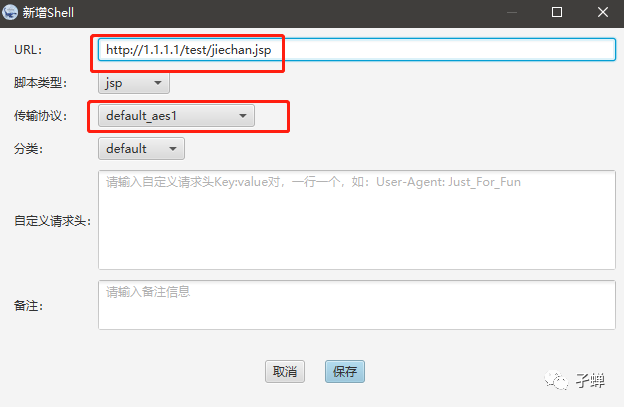 新增Shell
URL:
http://1.1.1.1/test/jiechan.jsp
脚本类型:
jsp
传输协议:
default_aes1
分类:
default
请输入自定义请求头Key:value对，一行一个，如：User-Agent: Just_For_Fun
自定义请求头:
请输入备注信息
备注:
取消
保存
子蝉